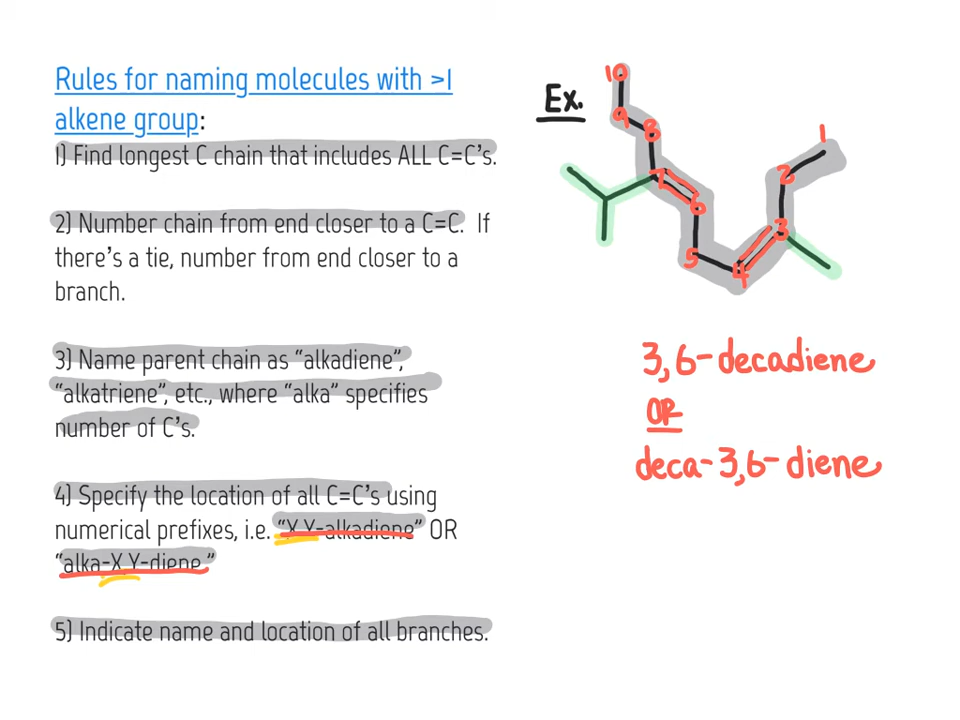 Rules for naming molecules with >1
alkene group:
1) Find longest C chain that includes ALL C=C's.
2) Number chain from end closer to a C=C. If
there's a tie, number from end closer to a
branch.
3) Name parent chain as “alkadiene”,
“alkatriene”, etc., where “alka” specifies
number of C's.
4) Specify the location of all C=C's using
numerical prefixes, i.e. “X,Y-alkadiene” OR
“alka-X,Y-diene.”
5) Indicate name and location of all branches.
Ex.
10
9
8
7
6
5
4
3
2
1
3,6-decadiene
OR
deca-3,6-diene